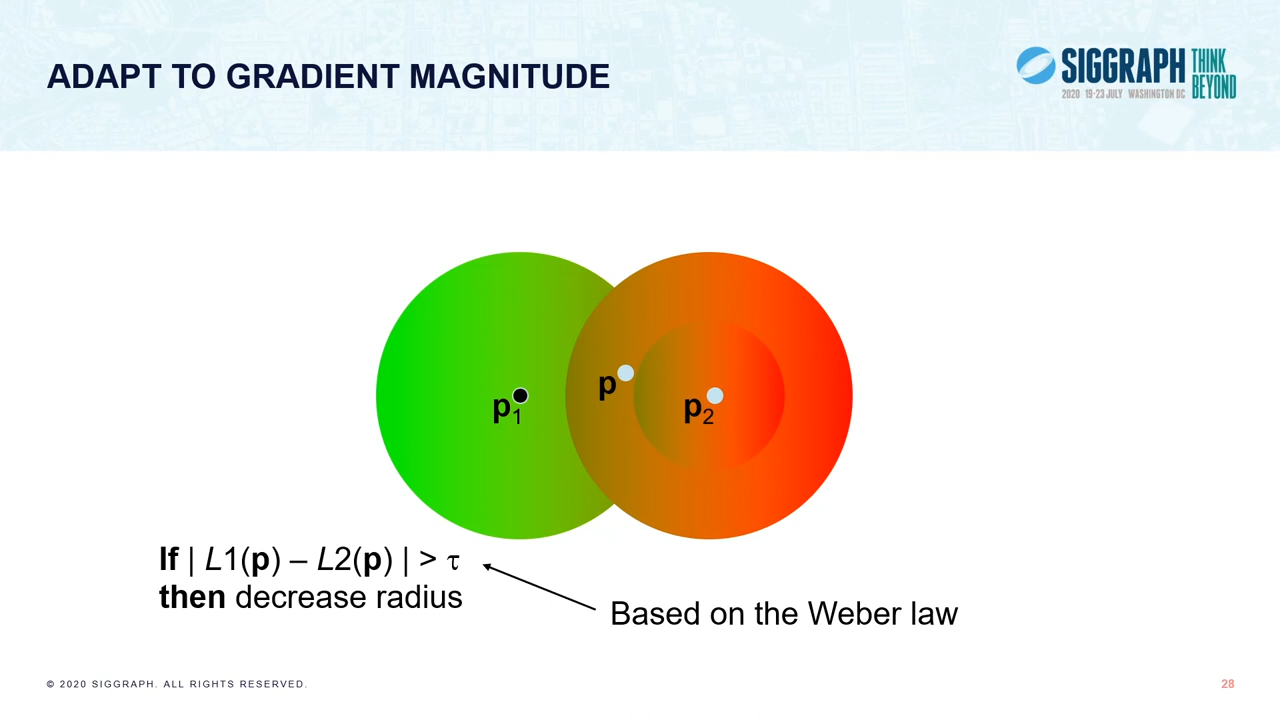 ADAPT TO GRADIENT MAGNITUDE
SIGGRAPH
THINK
BEYOND
2020 19-23 JULY WASHINGTON DC
p
p₁
p₂
If | L1(p) – L2(p) | > τ
then decrease radius
Based on the Weber law
© 2020 SIGGRAPH. ALL RIGHTS RESERVED.
28